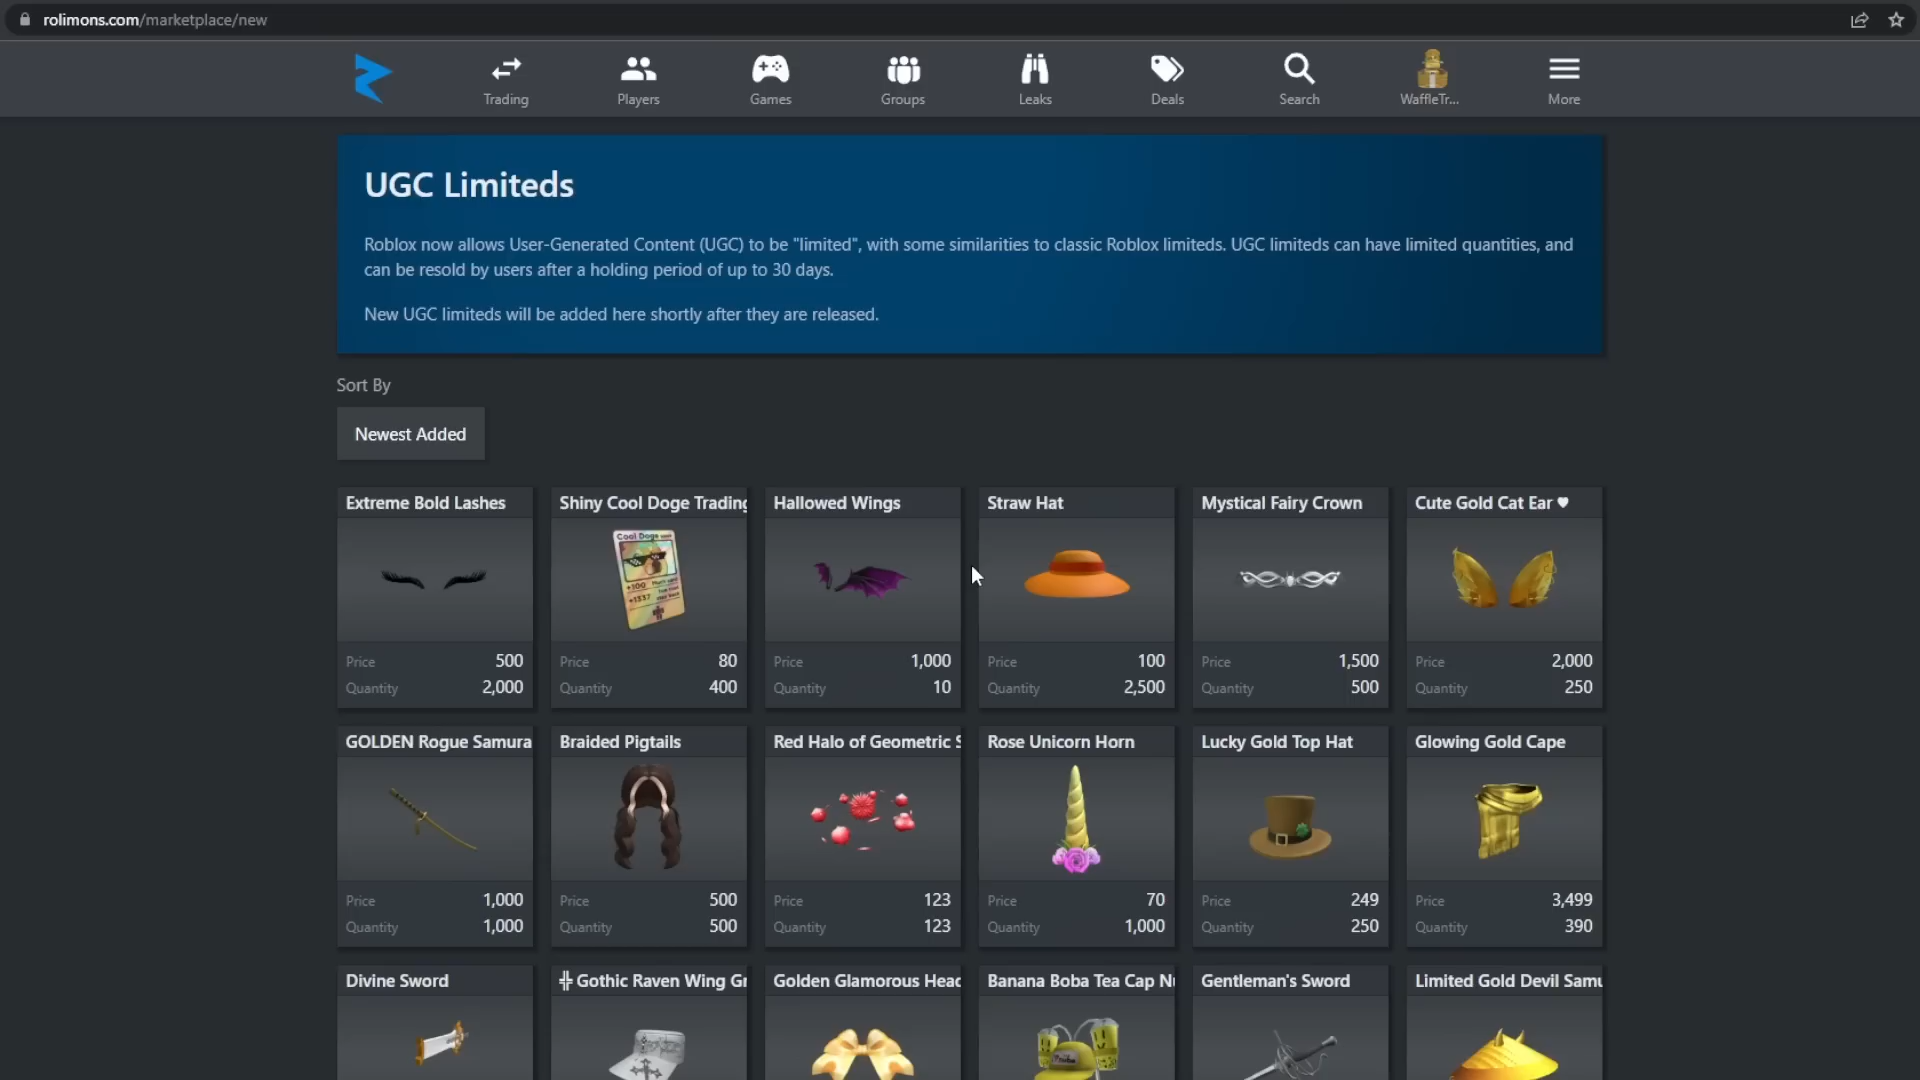 rolimons.com/marketplace/new
Trading
Players
Games
Groups
Leaks
Deals
Search
WaffleTr...
More
UGC Limiteds
Roblox now allows User-Generated Content (UGC) to be "limited", with some similarities to classic Roblox limiteds. UGC limiteds can have limited quantities, and
can be resold by users after a holding period of up to 30 days.
New UGC limiteds will be added here shortly after they are released.
Sort By
Newest Added
Extreme Bold Lashes
Price 500
Quantity 2,000
Shiny Cool Doge Trading
Cool Doge
+100
+1337
Price 80
Quantity 400
Hallowed Wings
Price 1,000
Quantity 10
Straw Hat
Price 100
Quantity 2,500
Mystical Fairy Crown
Price 1,500
Quantity 500
Cute Gold Cat Ear ♥
Price 2,000
Quantity 250
GOLDEN Rogue Samura
Price 1,000
Quantity 1,000
Braided Pigtails
Price 500
Quantity 500
Red Halo of Geometric S
Price 123
Quantity 123
Rose Unicorn Horn
Price 70
Quantity 1,000
Lucky Gold Top Hat
Price 249
Quantity 250
Glowing Gold Cape
Price 3,499
Quantity 390
Divine Sword
╬ Gothic Raven Wing Gr
Golden Glamorous Head
Banana Boba Tea Cap N
Gentleman's Sword
Limited Gold Devil Samu